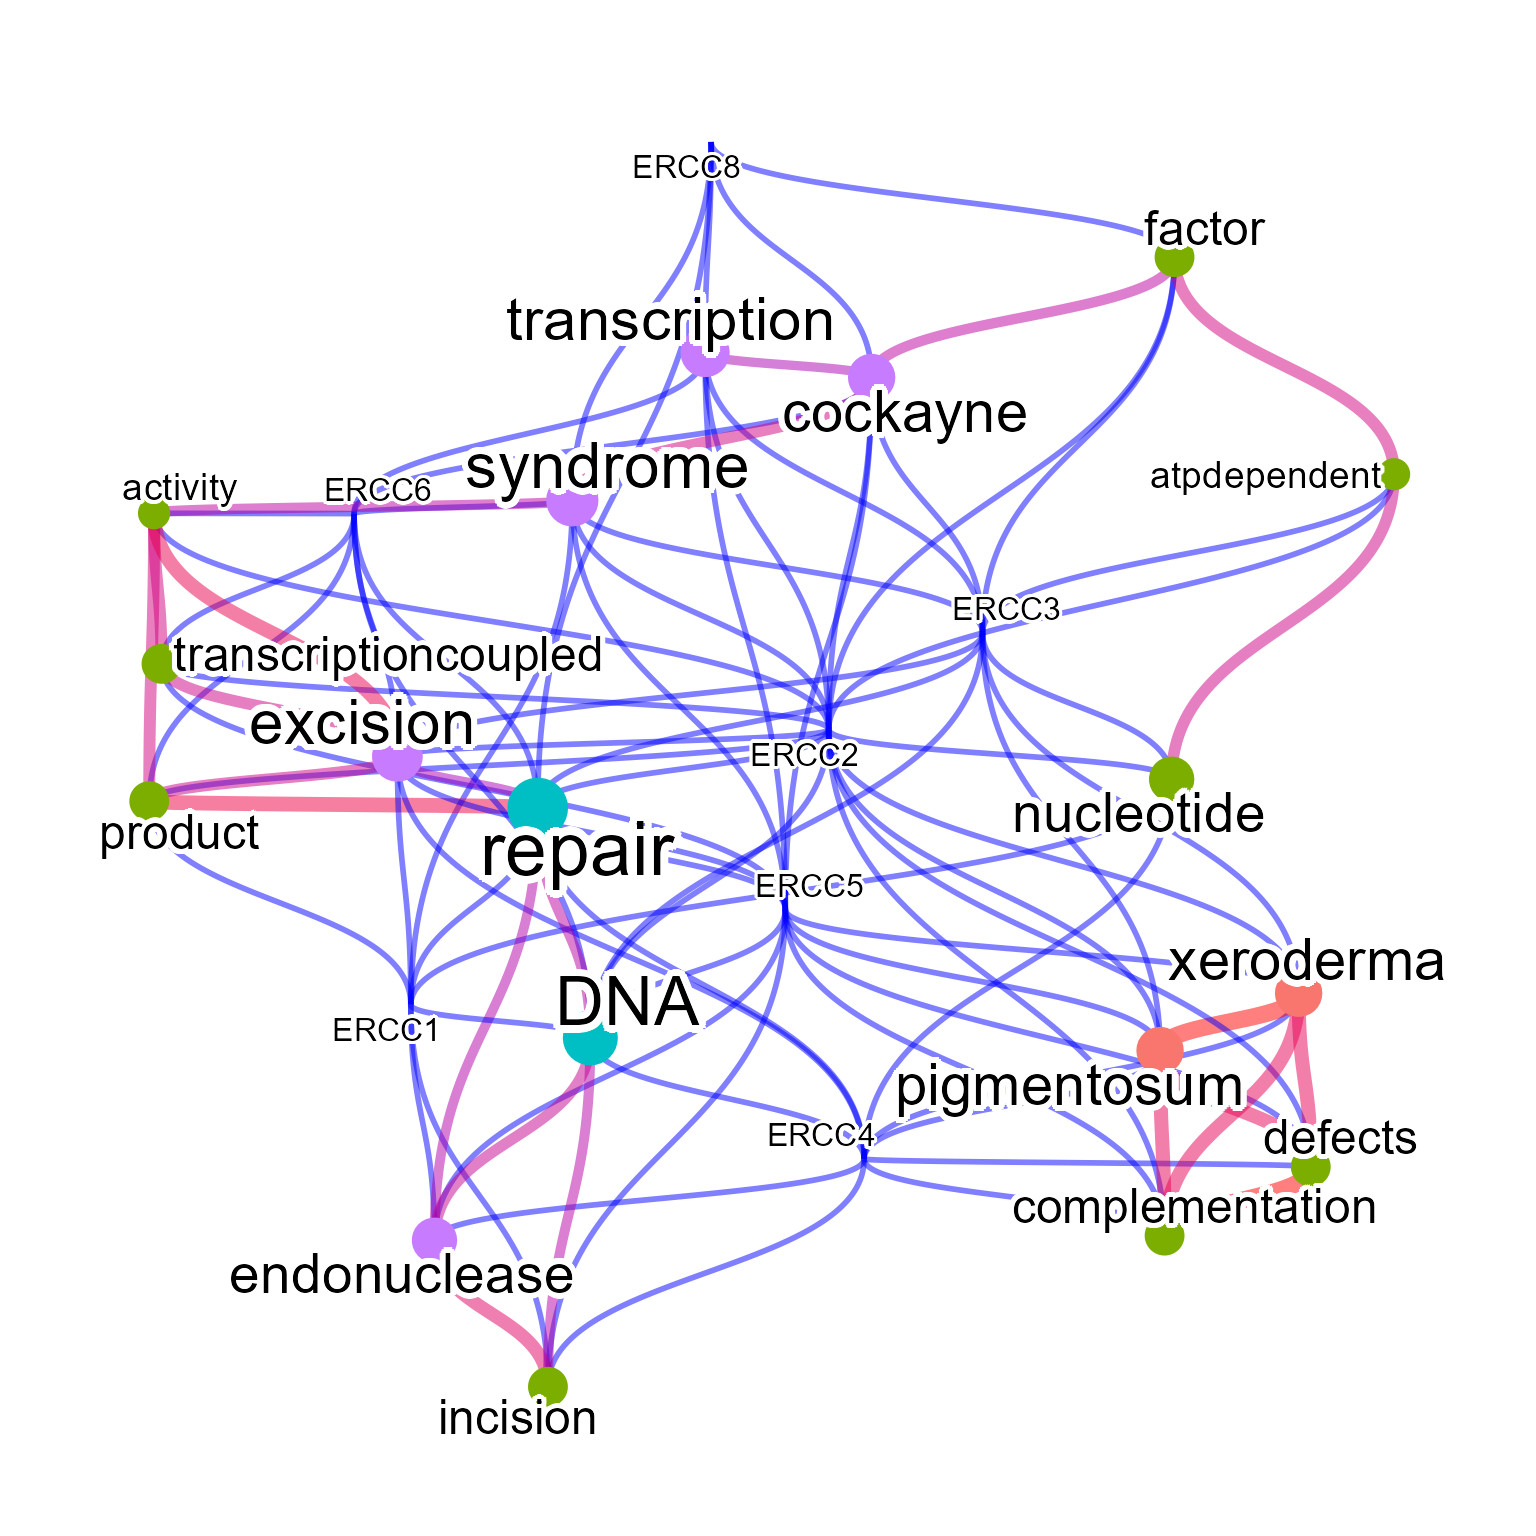 ERCC8
factor
transcription
cockayne
syndrome
atpdependent
activity
ERCC6
ERCC3
transcriptioncoupled
excision
ERCC2
nucleotide
product
repair
ERCC5
xeroderma
DNA
ERCC1
pigmentosum
ERCC4
defects
complementation
endonuclease
incision